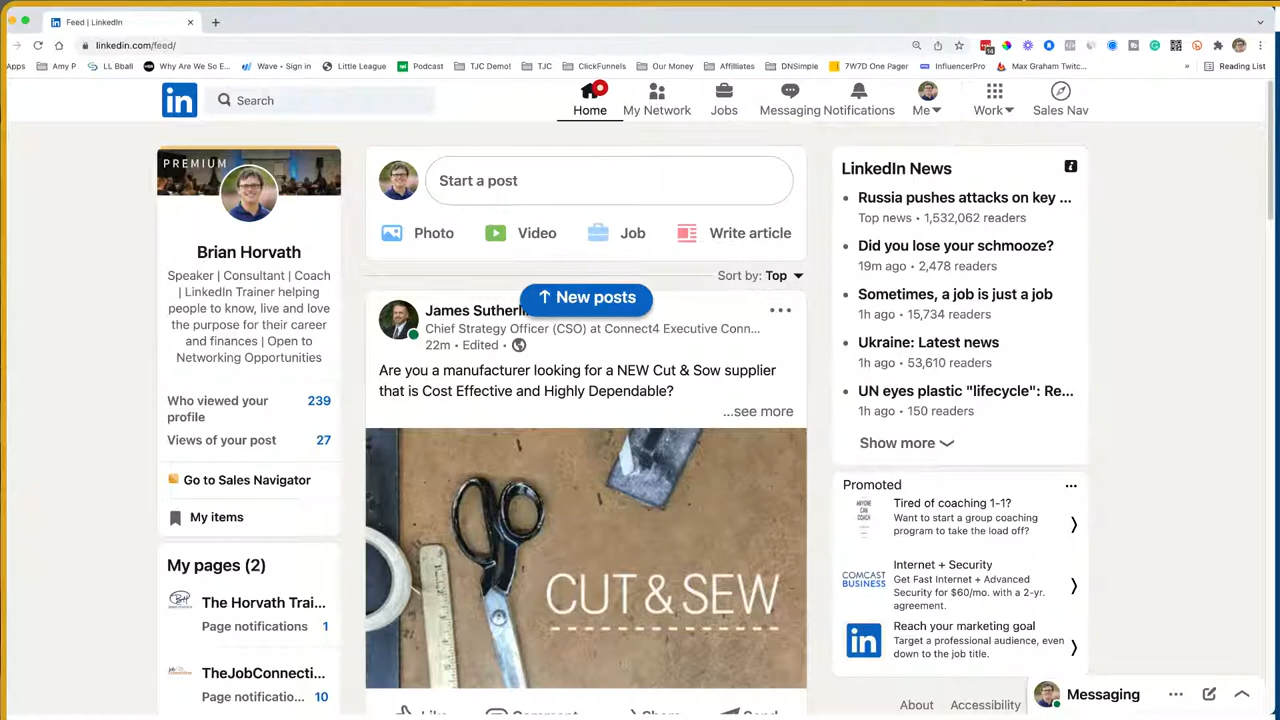 Feed | LinkedIn
linkedin.com/feed/
Apps Amy P LL Bball Why Are We So E... Wave - Sign in Little League Podcast TJC Demo! TJC ClickFunnels Our Money Affilliates DNSimple 7W7D One Pager InfluencerPro Max Graham Twitc... » Reading List
in Search
Home My Network Jobs Messaging Notifications Me Work Sales Nav
PREMIUM
Brian Horvath
Speaker | Consultant | Coach
| LinkedIn Trainer helping
people to know, live and love
the purpose for their career
and finances | Open to
Networking Opportunities
Who viewed your
profile 239
Views of your post 27
Go to Sales Navigator
My items
My pages (2)
The Horvath Trai...
Page notifications 1
TheJobConnecti...
Page notificatio... 10
Start a post
Photo Video Job Write article
Sort by: Top
↑ New posts
James Sutherl
Chief Strategy Officer (CSO) at Connect4 Executive Conn...
22m • Edited •
Are you a manufacturer looking for a NEW Cut & Sow supplier
that is Cost Effective and Highly Dependable?
...see more
CUT & SEW
Like Comment Share Send
LinkedIn News
Russia pushes attacks on key ...
Top news • 1,532,062 readers
Did you lose your schmooze?
19m ago • 2,478 readers
Sometimes, a job is just a job
1h ago • 15,734 readers
Ukraine: Latest news
1h ago • 53,610 readers
UN eyes plastic "lifecycle": Re...
1h ago • 150 readers
Show more
Promoted
ANYONE
CAN
COACH
Tired of coaching 1-1?
Want to start a group coaching
program to take the load off?
COMCAST
BUSINESS
Internet + Security
Get Fast Internet + Advanced
Security for $60/mo. with a 2-yr.
agreement.
in
Reach your marketing goal
Target a professional audience, even
down to the job title.
About Accessibility
Messaging